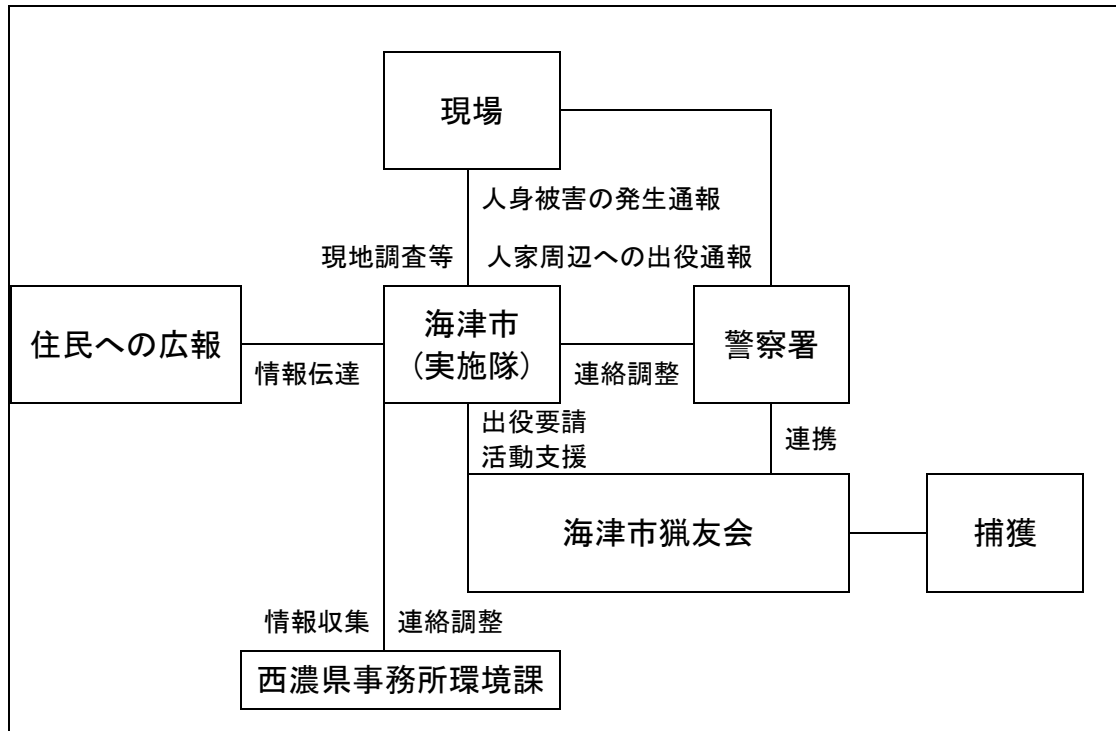 現場
人身被害の発生通報
現地調査等
人家周辺への出役通報
住民への広報
情報伝達
海津市
(実施隊)
連絡調整
警察署
出役要請
活動支援
連携
海津市猟友会
捕獲
情報収集
連絡調整
西濃県事務所環境課